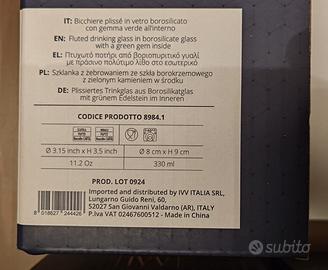 IT: Bicchiere plissé in vetro borosilicato
con gemma verde all'interno
EN: Fluted drinking glass in borosilicate glass
with a green gem inside
EL: Πτυχωτό ποτήρι από βοριοπυριτικό γυαλί
με πράσινο πολύτιμο λίθο στο εσωτερικό
PL: Szklanka z żebrowaniem ze szkła borokrzemowego
z zielonym kamieniem w środku
DE: Plissiertes Trinkglas aus Borosilikatglas
mit grünem Edelstein im Inneren
CODICE PRODOTTO 8984.1
Ø 3.15 inch x H 3.5 inch
Ø 8 cm x H 9 cm
11.2 Oz
330 ml
PROD. LOT 0924
Imported and distributed by IVV ITALIA SRL,
Lungarno Guido Reni, 60,
52027 San Giovanni Valdarno (AR), ITALY
P.Iva VAT 02467600512 - Made in China
8 018627 244426
subito